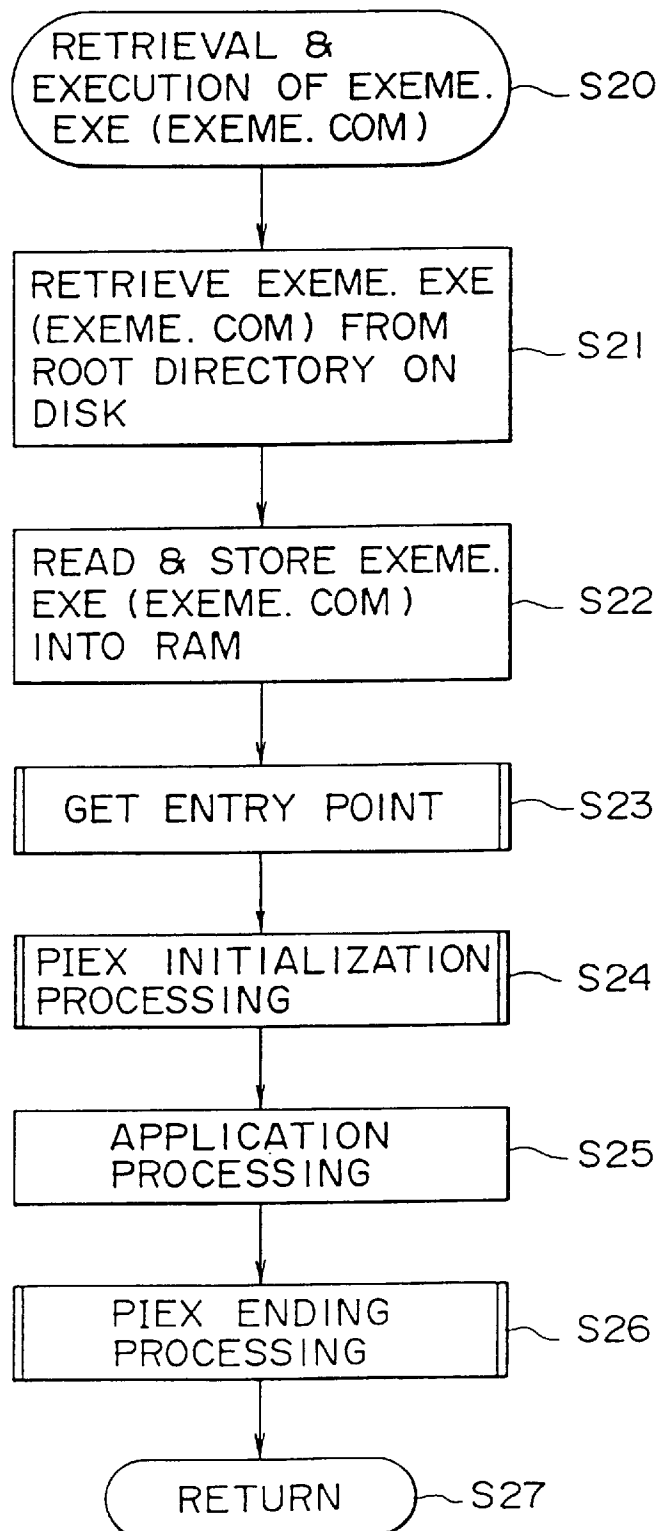 RETRIEVAL &
EXECUTION OF EXEME.
EXE (EXEME. COM)
S20
RETRIEVE EXEME. EXE
(EXEME. COM) FROM
ROOT DIRECTORY ON
DISK
S21
READ & STORE EXEME.
EXE (EXEME. COM)
INTO RAM
S22
GET ENTRY POINT
S23
PIEX INITIALIZATION
PROCESSING
S24
APPLICATION
PROCESSING
S25
PIEX ENDING
PROCESSING
S26
RETURN
S27